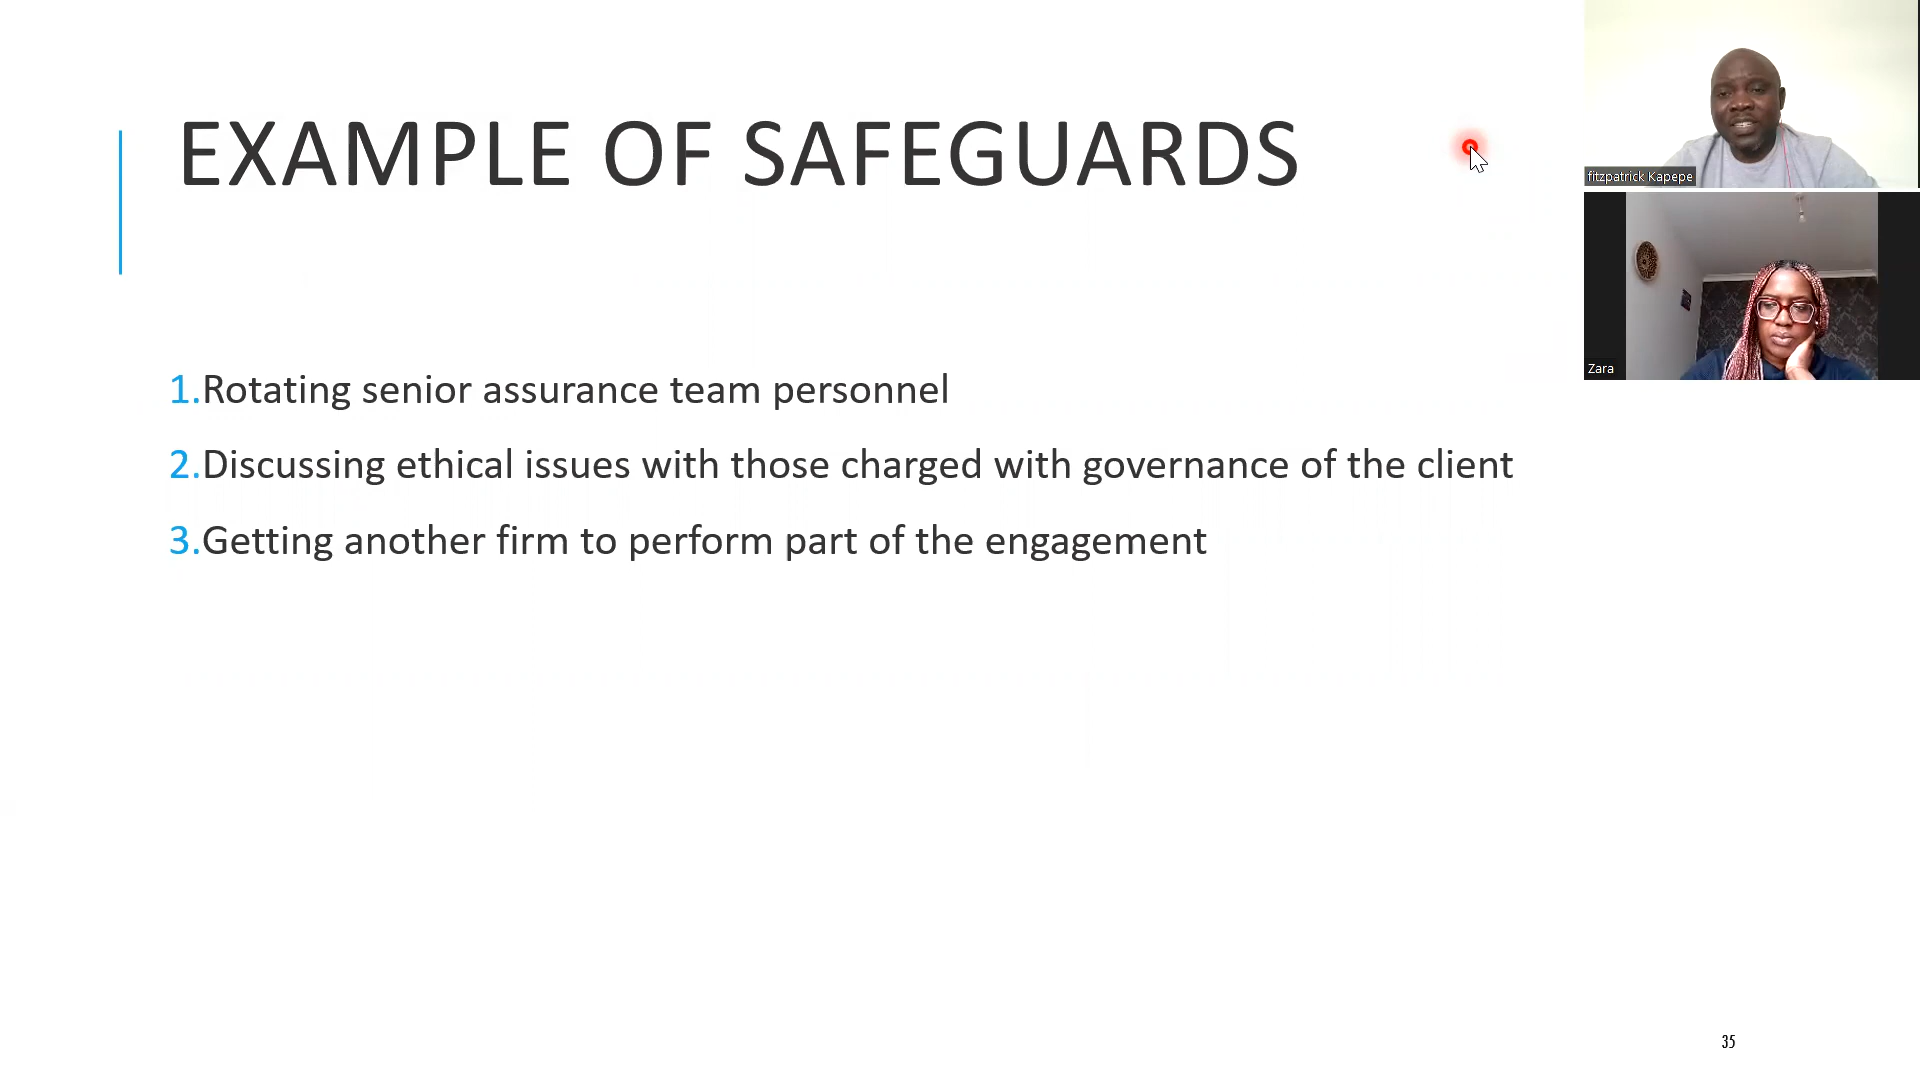 EXAMPLE OF SAFEGUARDS
1.Rotating senior assurance team personnel
2.Discussing ethical issues with those charged with governance of the client
3.Getting another firm to perform part of the engagement
fitzpatrick Kapepe
Zara
35